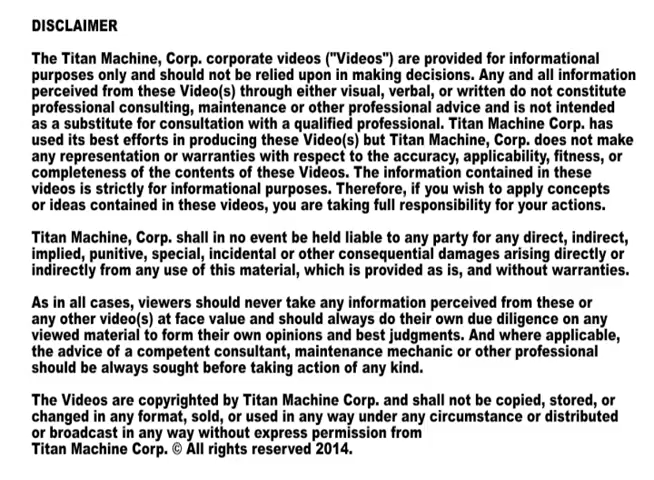 DISCLAIMER
The Titan Machine, Corp. corporate videos ("Videos") are provided for informational
purposes only and should not be relied upon in making decisions. Any and all information
perceived from these Video(s) through either visual, verbal, or written do not constitute
professional consulting, maintenance or other professional advice and is not intended
as a substitute for consultation with a qualified professional. Titan Machine Corp. has
used its best efforts in producing these Video(s) but Titan Machine, Corp. does not make
any representation or warranties with respect to the accuracy, applicability, fitness, or
completeness of the contents of these Videos. The information contained in these
videos is strictly for informational purposes. Therefore, if you wish to apply concepts
or ideas contained in these videos, you are taking full responsibility for your actions.
Titan Machine, Corp. shall in no event be held liable to any party for any direct, indirect,
implied, punitive, special, incidental or other consequential damages arising directly or
indirectly from any use of this material, which is provided as is, and without warranties.
As in all cases, viewers should never take any information perceived from these or
any other video(s) at face value and should always do their own due diligence on any
viewed material to form their own opinions and best judgments. And where applicable,
the advice of a competent consultant, maintenance mechanic or other professional
should be always sought before taking action of any kind.
The Videos are copyrighted by Titan Machine Corp. and shall not be copied, stored, or
changed in any format, sold, or used in any way under any circumstance or distributed
or broadcast in any way without express permission from
Titan Machine Corp. © All rights reserved 2014.